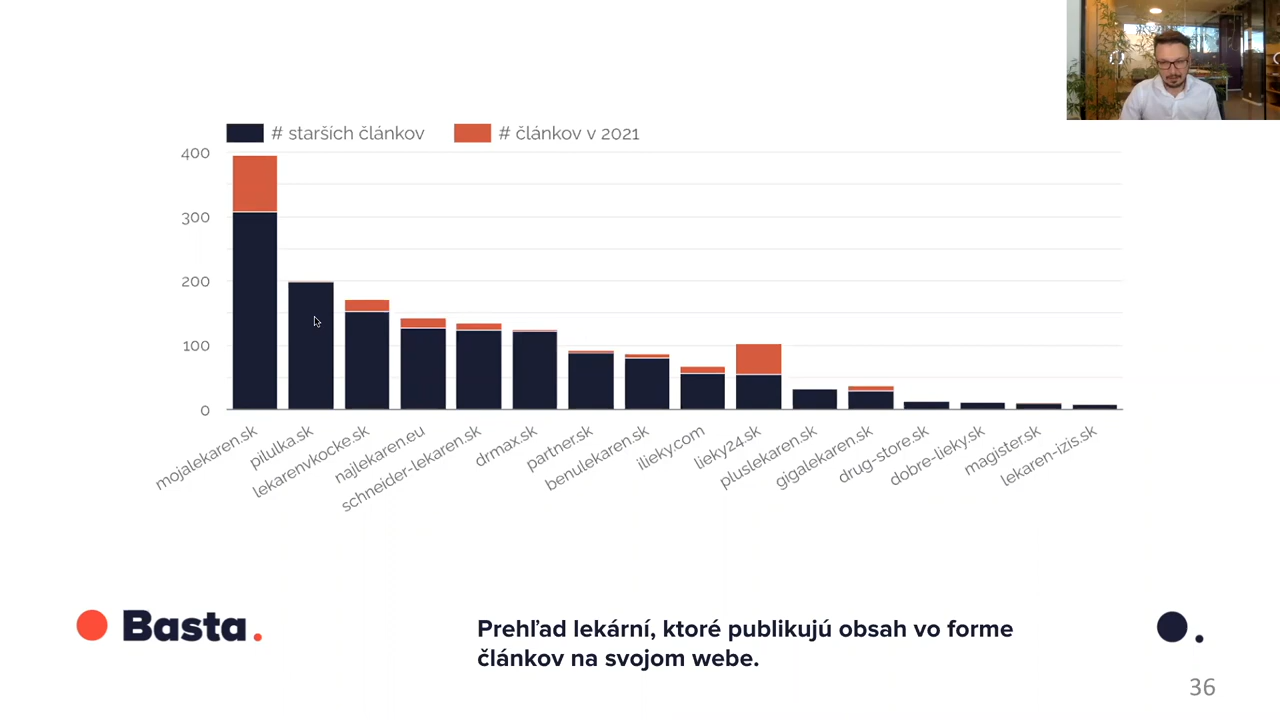 # starších článkov
# článkov v 2021
400
300
200
100
0
mojalekaren.sk
pilulka.sk
lekarenvkocke.sk
najlekaren.eu
schneider-lekaren.sk
drmax.sk
partner.sk
benulekaren.sk
ilieky.com
lieky24.sk
pluslekaren.sk
gigalekaren.sk
drug-store.sk
dobre-lieky.sk
magister.sk
lekaren-izis.sk
Basta.
Prehľad lekární, ktoré publikujú obsah vo forme
článkov na svojom webe.
36